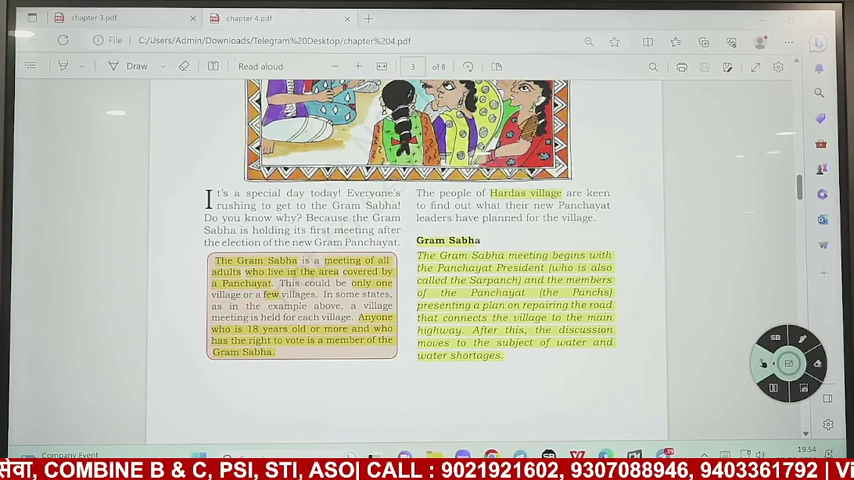 chapter 3.pdf
chapter 4.pdf
File
C:/Users/Admin/Downloads/Telegram%20Desktop/chapter%204.pdf
Draw
Read aloud
3
of 8
It's a special day today! Everyone's
rushing to get to the Gram Sabha!
Do you know why? Because the Gram
Sabha is holding its first meeting after
the election of the new Gram Panchayat.
The Gram Sabha is a meeting of all
adults who live in the area covered by
a Panchayat. This could be only one
village or a few villages. In some states,
as in the example above, a village
meeting is held for each village. Anyone
who is 18 years old or more and who
has the right to vote is a member of the
Gram Sabha.
The people of Hardas village are keen
to find out what their new Panchayat
leaders have planned for the village.
Gram Sabha
The Gram Sabha meeting begins with
the Panchayat President (who is also
called the Sarpanch) and the members
of the Panchayat (the Panchs)
presenting a plan on repairing the road
that connects the village to the main
highway. After this, the discussion
moves to the subject of water and
water shortages.
SB
Company Event
19:54
सेवा, COMBINE B & C, PSI, STI, ASO| CALL : 9021921602, 9307088946, 9403361792 | Vi